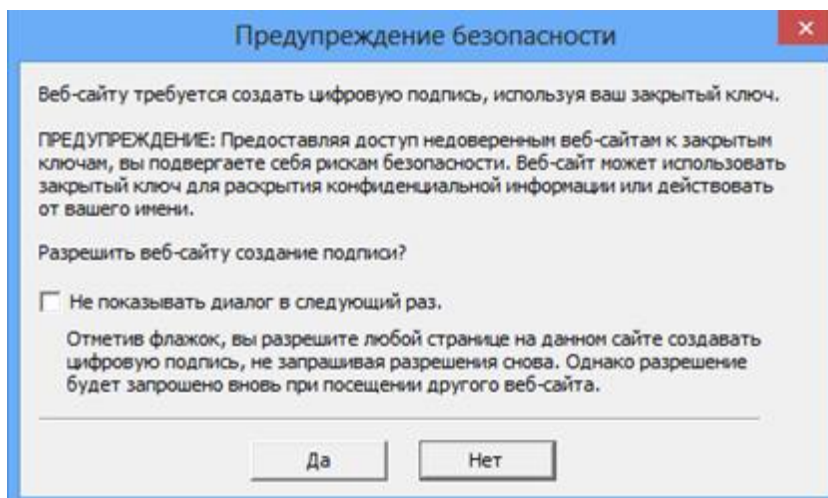 Предупреждение безопасности
Веб-сайту требуется создать цифровую подпись, используя ваш закрытый ключ.
ПРЕДУПРЕЖДЕНИЕ: Предоставляя доступ недоверенным веб-сайтам к закрытым
ключам, вы подвергаете себя рискам безопасности. Веб-сайт может использовать
закрытый ключ для раскрытия конфиденциальной информации или действовать
от вашего имени.
Разрешить веб-сайту создание подписи?
Не показывать диалог в следующий раз.
Отметив флажок, вы разрешите любой странице на данном сайте создавать
цифровую подпись, не запрашивая разрешения снова. Однако разрешение
будет запрошено вновь при посещении другого веб-сайта.
Да
Нет